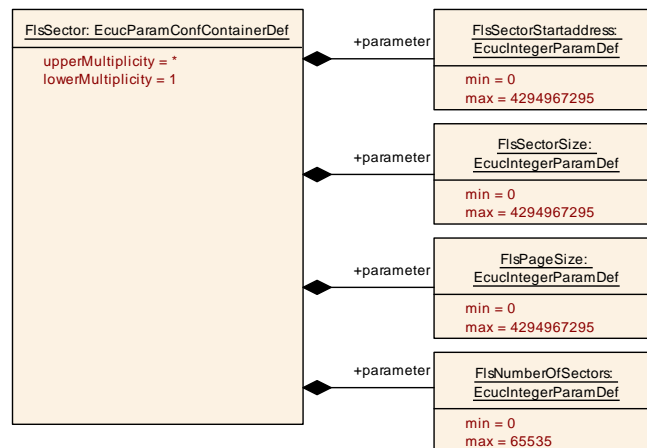 FlsSector: EcucParamConfContainerDef
upperMultiplicity = *
lowerMultiplicity = 1
+parameter
FlsSectorStartaddress:
EcucIntegerParamDef
min = 0
max = 4294967295
+parameter
FlsSectorSize:
EcucIntegerParamDef
min = 0
max = 4294967295
+parameter
FlsPageSize:
EcucIntegerParamDef
min = 0
max = 4294967295
+parameter
FlsNumberOfSectors:
EcucIntegerParamDef
min = 0
max = 65535